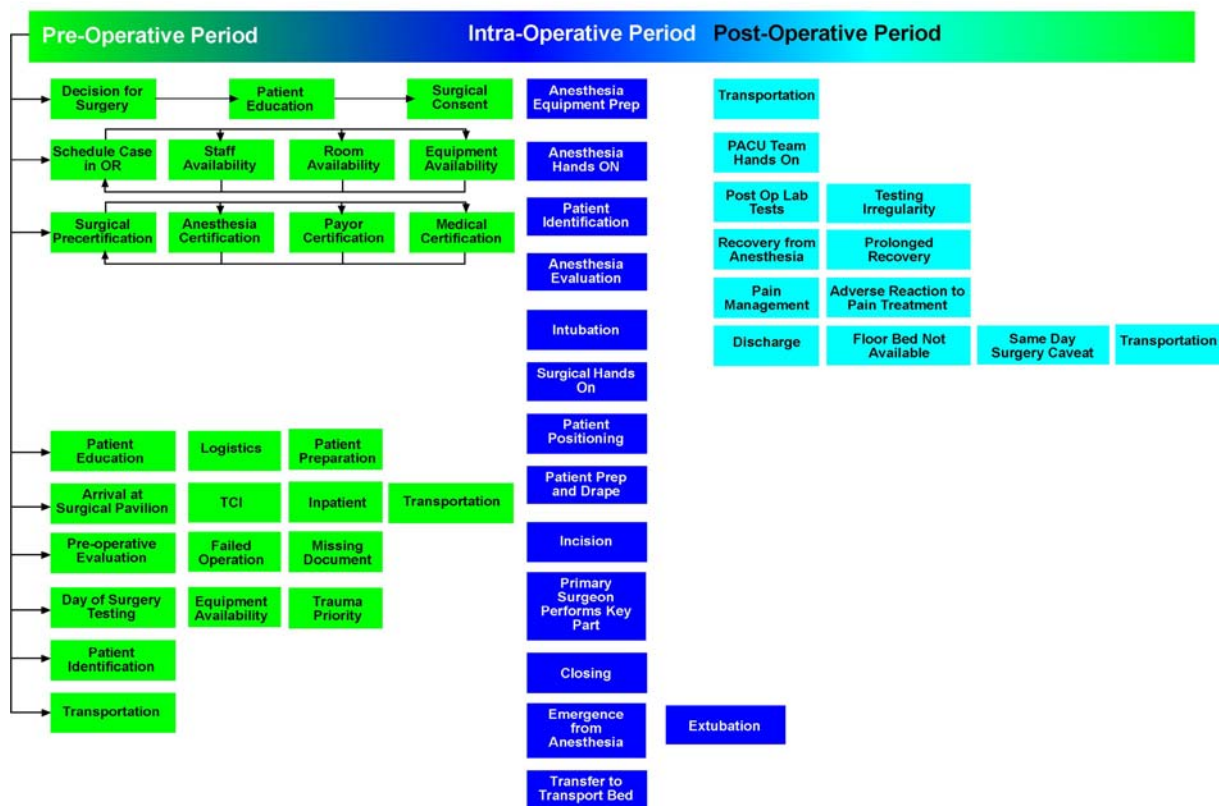 Pre-Operative Period
Intra-Operative Period
Post-Operative Period
Decision for
Surgery
Patient
Education
Surgical
Consent
Schedule Case
in OR
Staff
Availability
Room
Availability
Equipment
Availability
Surgical
Precertification
Anesthesia
Certification
Payor
Certification
Medical
Certification
Patient
Education
Logistics
Patient
Preparation
Arrival at
Surgical Pavilion
TCI
Inpatient
Transportation
Pre-operative
Evaluation
Failed
Operation
Missing
Document
Day of Surgery
Testing
Equipment
Availability
Trauma
Priority
Patient
Identification
Transportation
Anesthesia
Equipment Prep
Anesthesia
Hands ON
Patient
Identification
Anesthesia
Evaluation
Intubation
Surgical Hands
On
Patient
Positioning
Patient Prep
and Drape
Incision
Primary
Surgeon
Performs Key
Part
Closing
Emergence
from
Anesthesia
Extubation
Transfer to
Transport Bed
Transportation
PACU Team
Hands On
Post Op Lab
Tests
Testing
Irregularity
Recovery from
Anesthesia
Prolonged
Recovery
Pain
Management
Adverse Reaction to
Pain Treatment
Discharge
Floor Bed Not
Available
Same Day
Surgery Caveat
Transportation